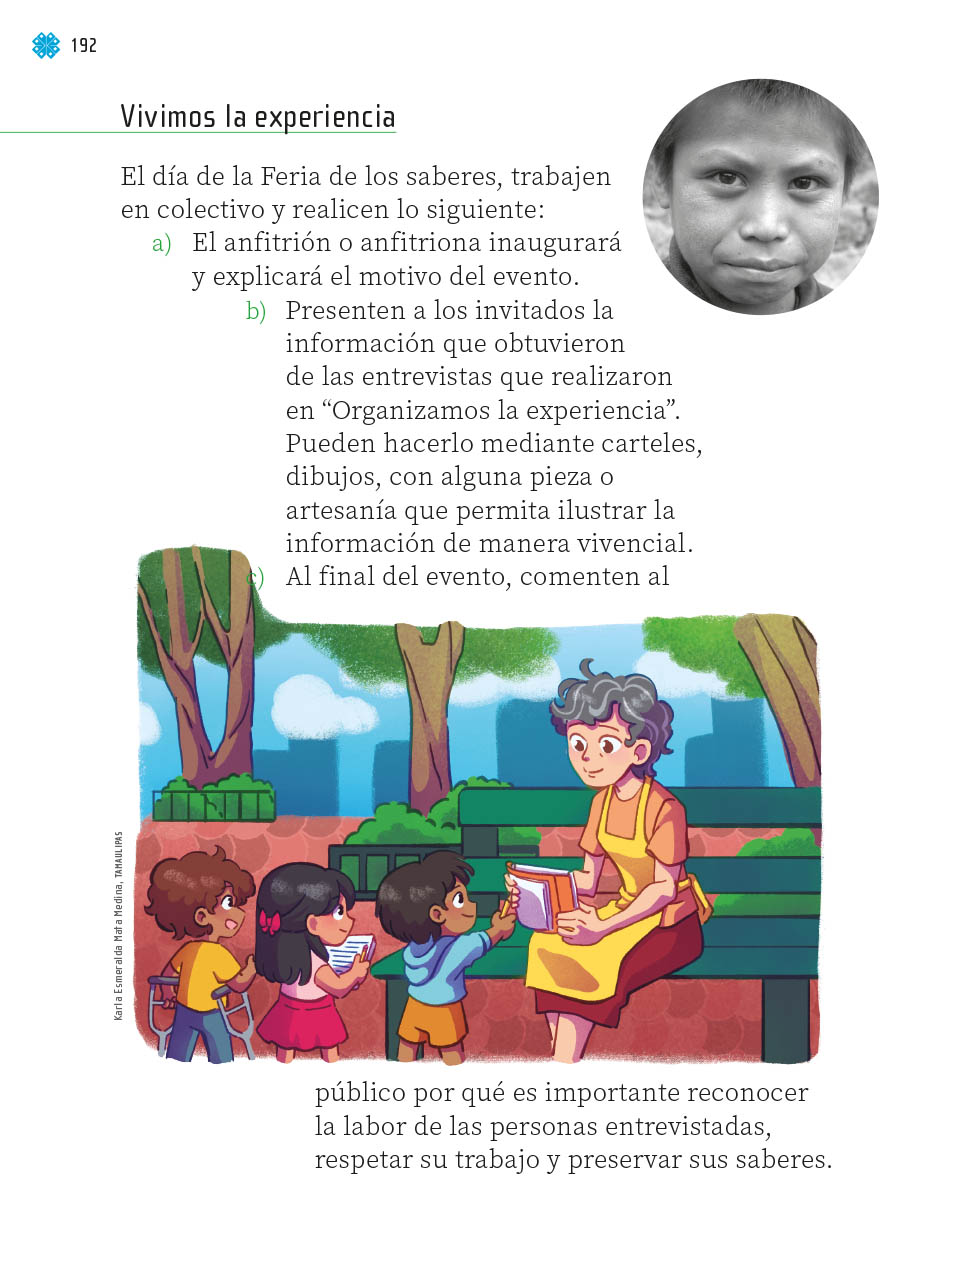 192
Vivimos la experiencia
El día de la Feria de los saberes, trabajen
en colectivo y realicen lo siguiente:
a) El anfitrión o anfitriona inaugurará
y explicará el motivo del evento.
b) Presenten a los invitados la
información que obtuvieron
de las entrevistas que realizaron
en “Organizamos la experiencia”.
Pueden hacerlo mediante carteles,
dibujos, con alguna pieza o
artesanía que permita ilustrar la
información de manera vivencial.
c) Al final del evento, comenten al
Karla Esmeralda Mata Medina, TAMAULIPAS
público por qué es importante reconocer
la labor de las personas entrevistadas,
respetar su trabajo y preservar sus saberes.